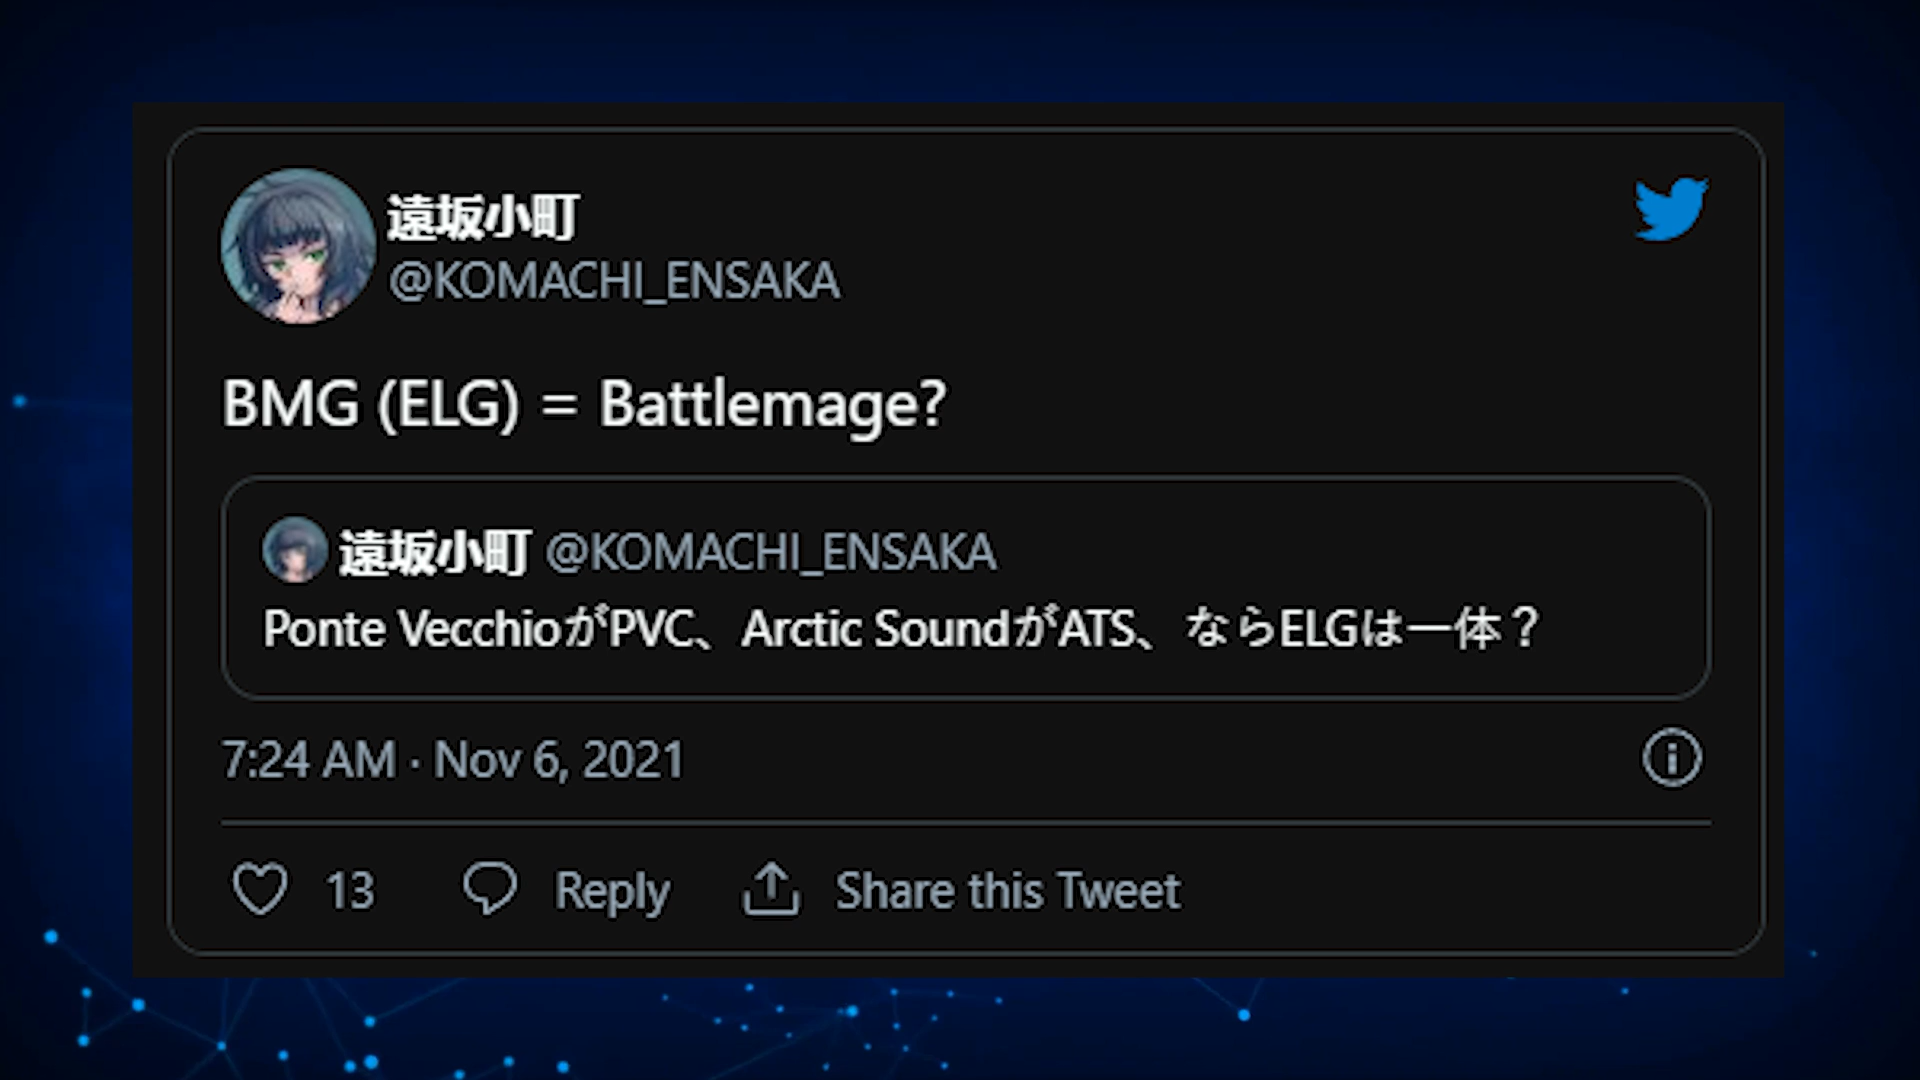 遠坂小町
@KOMACHI_ENSAKA
BMG (ELG) = Battlemage?
遠坂小町 @KOMACHI_ENSAKA
Ponte VecchioがPVC、Arctic SoundがATS、ならELGは一体？
7:24 AM · Nov 6, 2021
13 Reply Share this Tweet